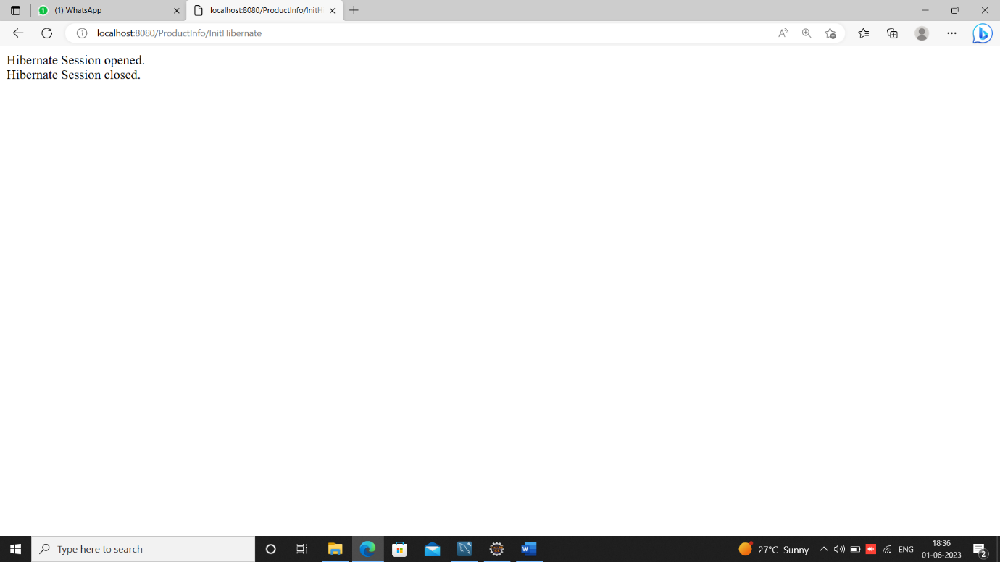 1 (1) WhatsApp
localhost:8080/ProductInfo/InitH
localhost:8080/ProductInfo/InitHibernate
Hibernate Session opened.
Hibernate Session closed.
Type here to search
W
27°C Sunny
ENG
18:36
01-06-2023
2